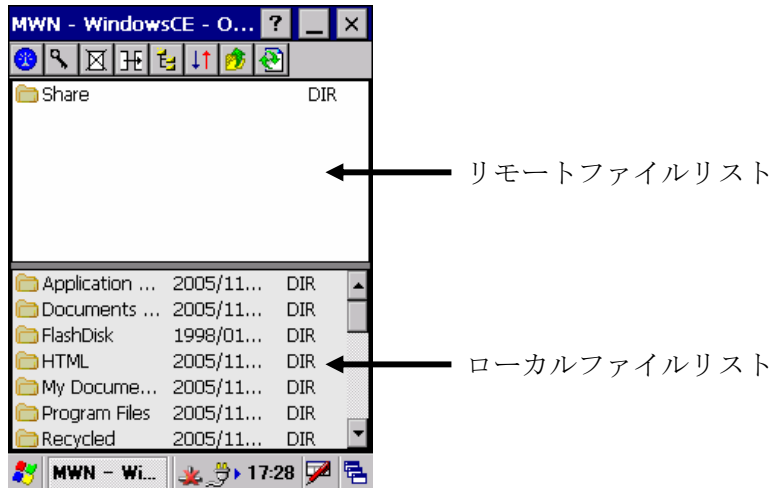 MWN - WindowsCE - O... ? _ ×
Share DIR
リモートファイルリスト
Application ... 2005/11... DIR
Documents ... 2005/11... DIR
FlashDisk 1998/01... DIR
HTML 2005/11... DIR
ローカルファイルリスト
My Docume... 2005/11... DIR
Program Files 2005/11... DIR
Recycled 2005/11... DIR
MWN - Wi... 17:28